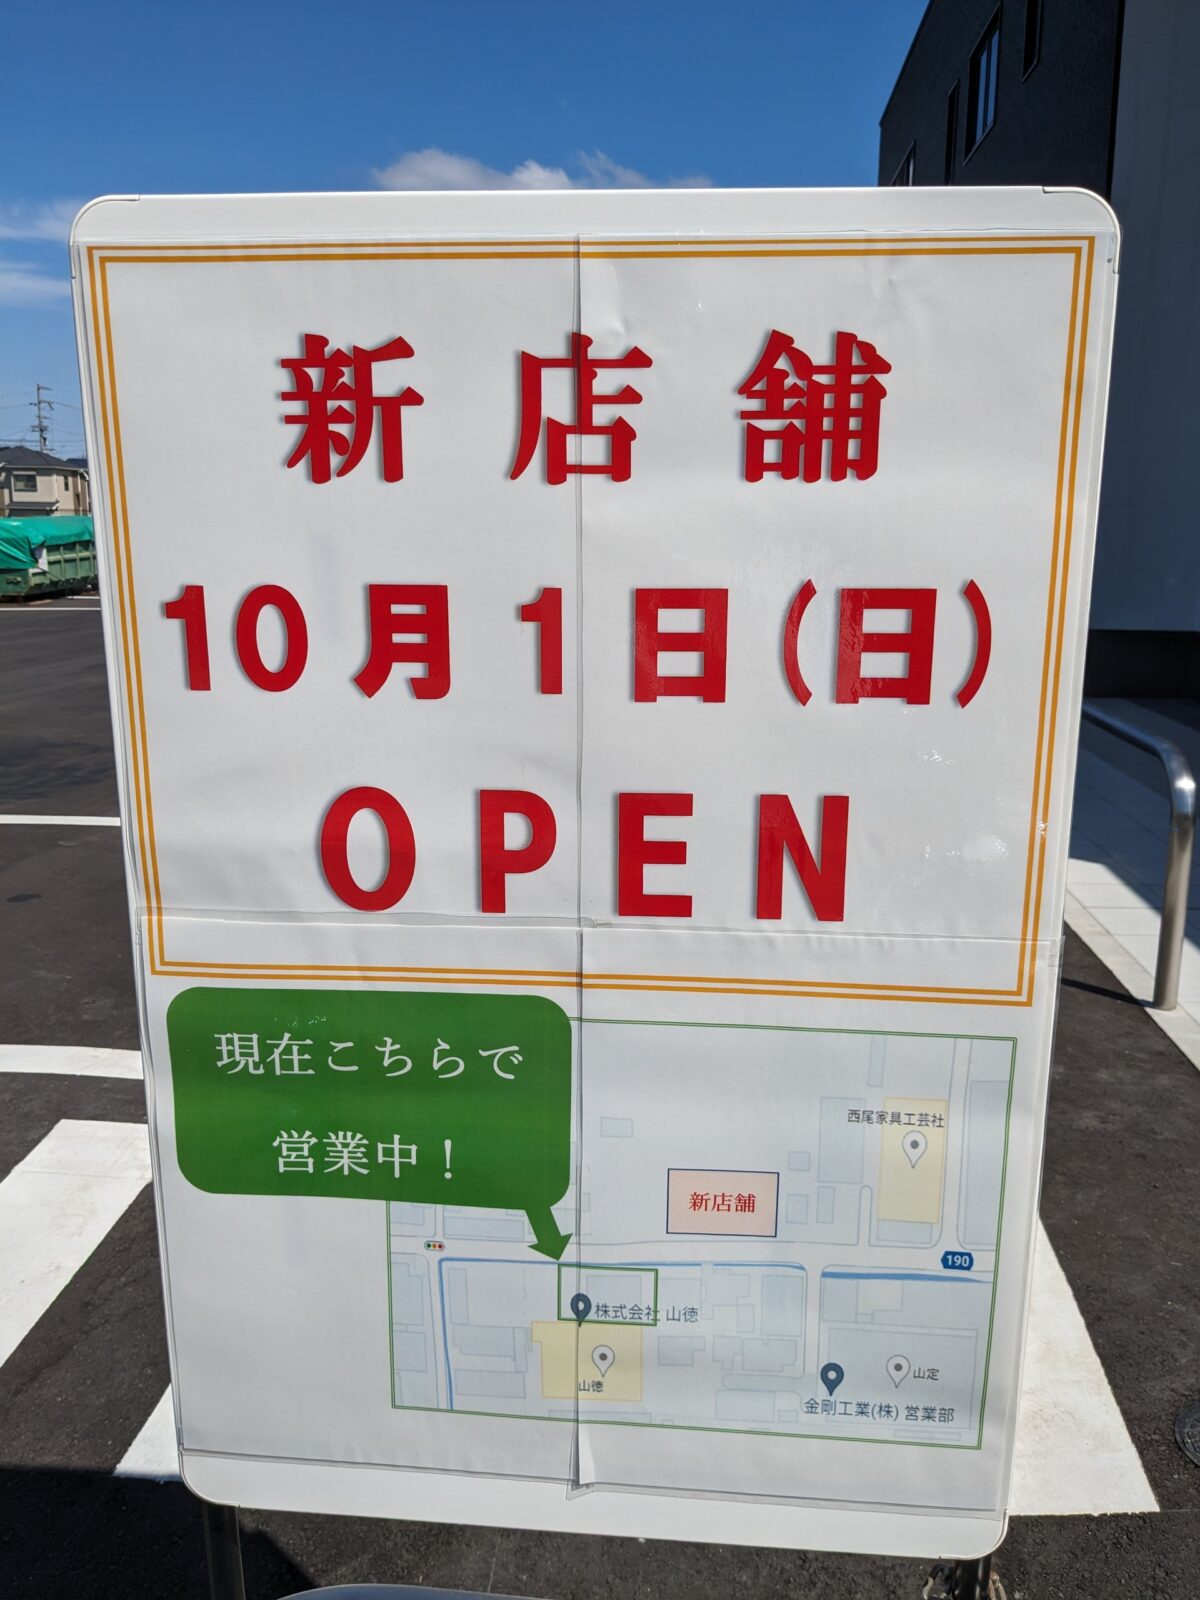 新店舗
10月1日(日)
OPEN
現在こちらで
営業中！
西尾家具工芸社
新店舗
190
株式会社 山徳
山徳
山定
金剛工業(株) 営業部